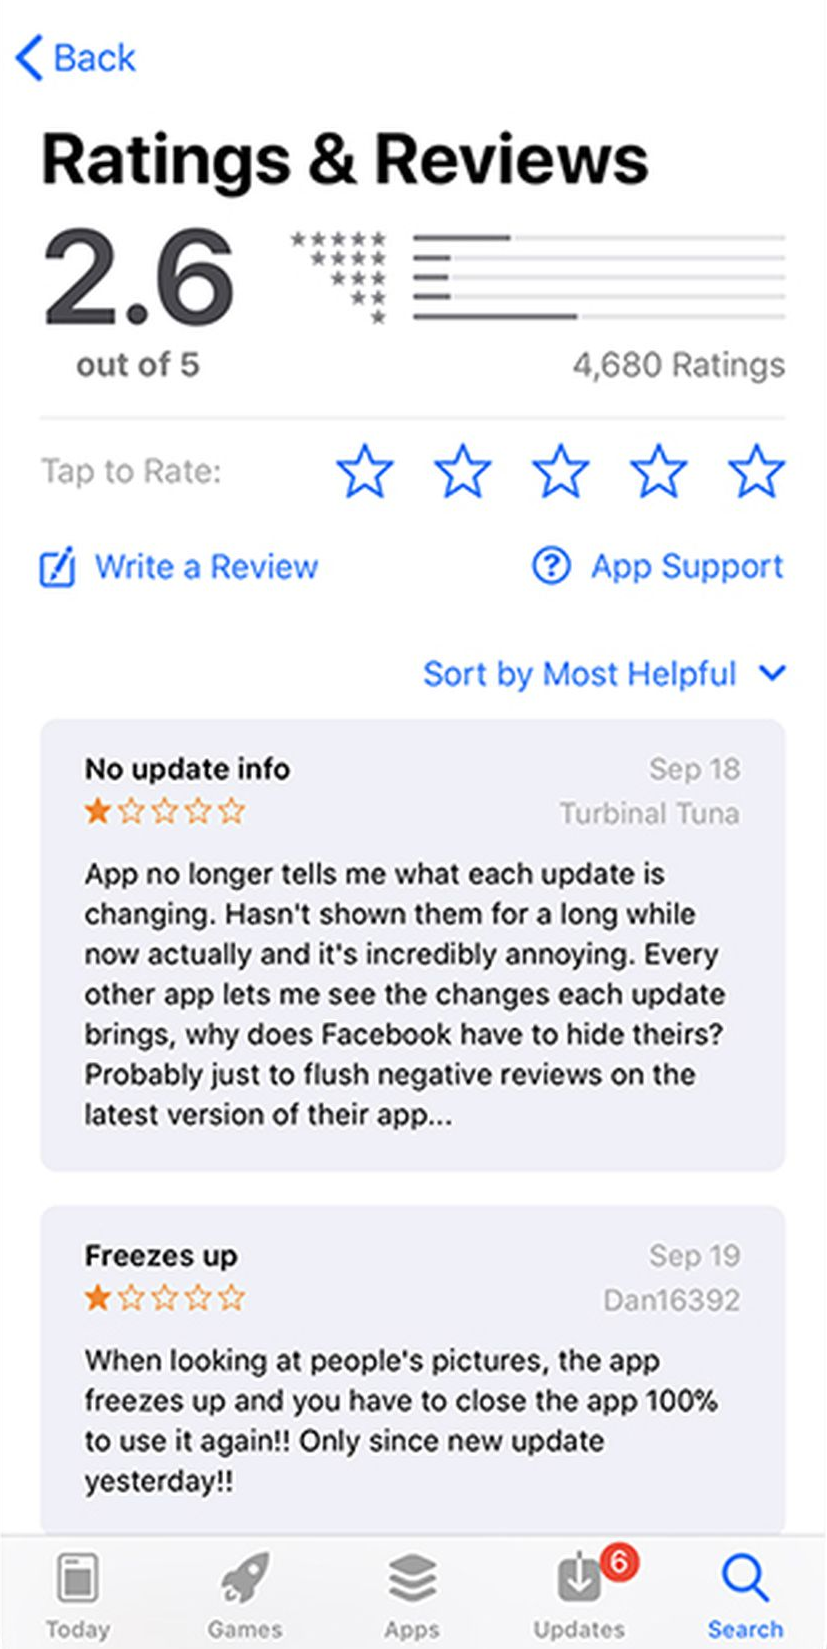 Back
Ratings & Reviews
2.6
out of 5
4,680 Ratings
Tap to Rate:
Write a Review
App Support
Sort by Most Helpful
No update info
Sep 18
Turbinal Tuna
App no longer tells me what each update is
changing. Hasn't shown them for a long while
now actually and it's incredibly annoying. Every
other app lets me see the changes each update
brings, why does Facebook have to hide theirs?
Probably just to flush negative reviews on the
latest version of their app...
Freezes up
Sep 19
Dan16392
When looking at people's pictures, the app
freezes up and you have to close the app 100%
to use it again!! Only since new update
yesterday!!
6
Today
Games
Apps
Updates
Search